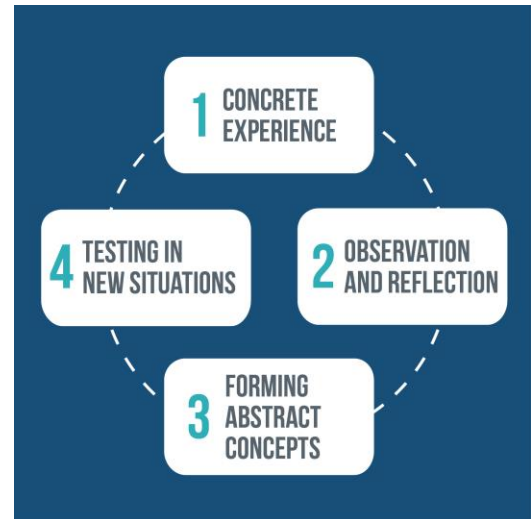 1 CONCRETE
EXPERIENCE
2 OBSERVATION
AND REFLECTION
3 FORMING
ABSTRACT
CONCEPTS
4 TESTING IN
NEW SITUATIONS